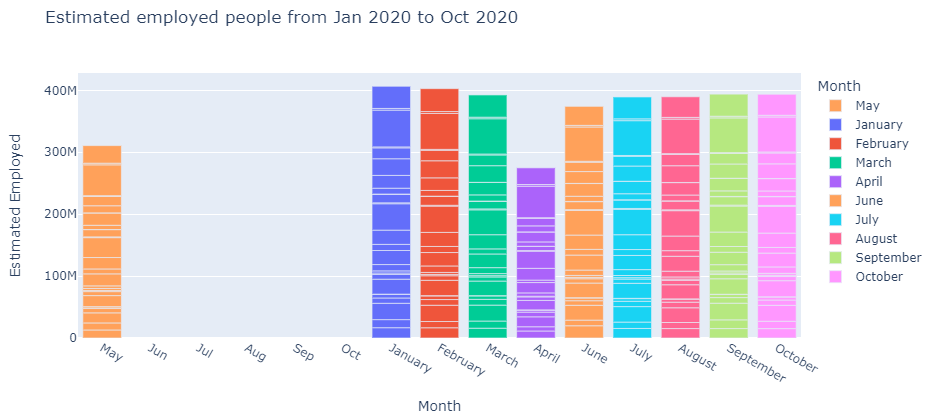 Estimated employed people from Jan 2020 to Oct 2020
Estimated Employed
400M
300M
200M
100M
0
May
Jun
Jul
Aug
Sep
Oct
January
February
March
April
June
July
August
September
October
Month
Month
May
January
February
March
April
June
July
August
September
October